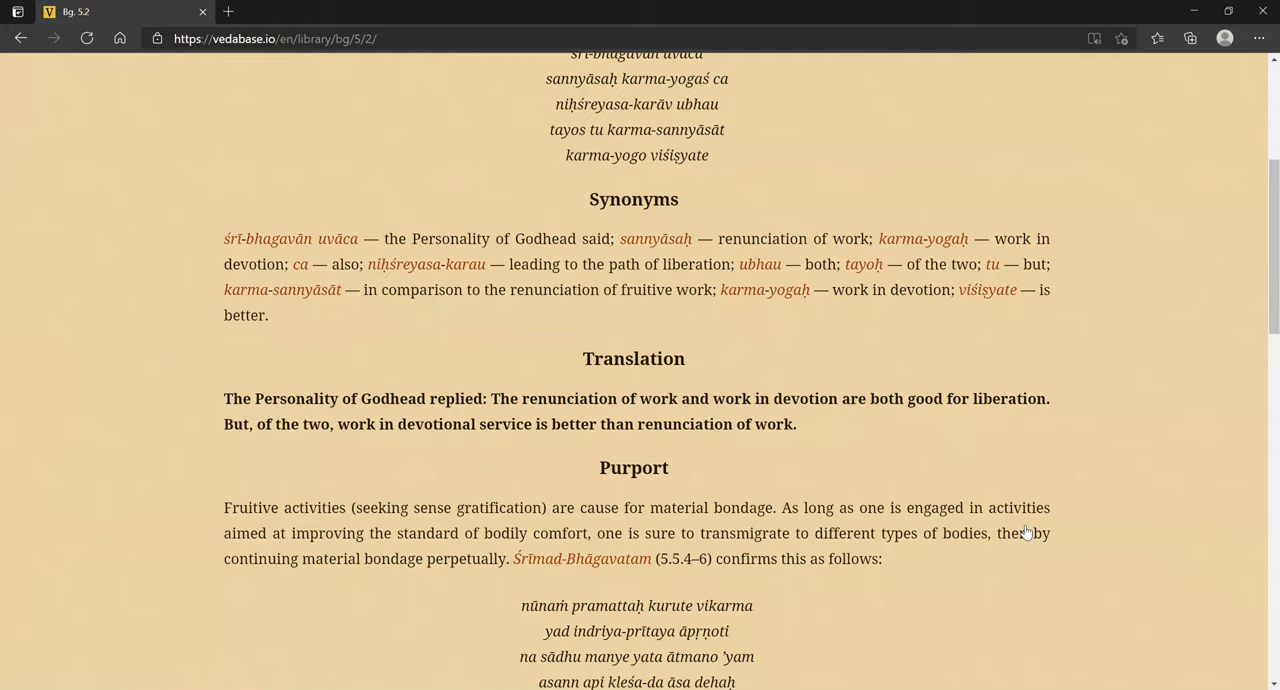 Bg. 5.2
https://vedabase.io/en/library/bg/5/2/
śrī-bhagavān uvāca
sannyāsaḥ karma-yogaś ca
niḥśreyasa-karāv ubhau
tayos tu karma-sannyāsāt
karma-yogo viśiṣyate
Synonyms
śrī-bhagavān uvāca — the Personality of Godhead said; sannyāsaḥ — renunciation of work; karma-yogaḥ — work in
devotion; ca — also; niḥśreyasa-karau — leading to the path of liberation; ubhau — both; tayoḥ — of the two; tu — but;
karma-sannyāsāt — in comparison to the renunciation of fruitive work; karma-yogaḥ — work in devotion; viśiṣyate — is
better.
Translation
The Personality of Godhead replied: The renunciation of work and work in devotion are both good for liberation.
But, of the two, work in devotional service is better than renunciation of work.
Purport
Fruitive activities (seeking sense gratification) are cause for material bondage. As long as one is engaged in activities
aimed at improving the standard of bodily comfort, one is sure to transmigrate to different types of bodies, thereby
continuing material bondage perpetually. Śrīmad-Bhāgavatam (5.5.4–6) confirms this as follows:
nūnaṁ pramattaḥ kurute vikarma
yad indriya-prītaya āpṛṇoti
na sādhu manye yata ātmano ’yam
asann api kleśa-da āsa dehaḥ